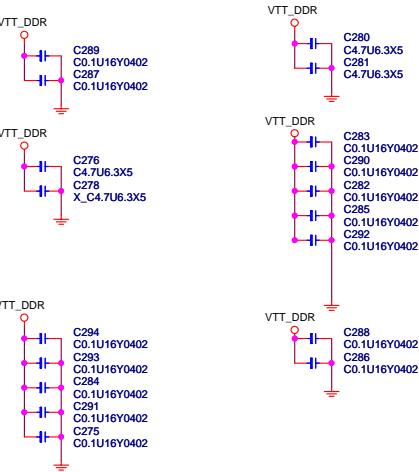 VTT_DDR
C289
C0.1U16Y0402
C287
C0.1U16Y0402
VTT_DDR
C276
C4.7U6.3X5
C278
X_C4.7U6.3X5
VTT_DDR
C294
C0.1U16Y0402
C293
C0.1U16Y0402
C284
C0.1U16Y0402
C291
C0.1U16Y0402
C275
C0.1U16Y0402
VTT_DDR
C280
C4.7U6.3X5
C281
C4.7U6.3X5
VTT_DDR
C283
C0.1U16Y0402
C290
C0.1U16Y0402
C282
C0.1U16Y0402
C285
C0.1U16Y0402
C292
C0.1U16Y0402
VTT_DDR
C288
C0.1U16Y0402
C286
C0.1U16Y0402